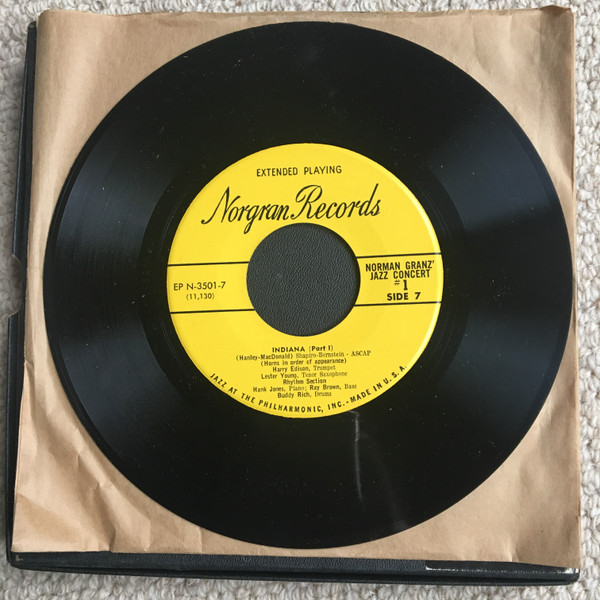 EXTENDED PLAYING
Norgran Records
EP N-3501-7
(11,130)
NORMAN GRANZ'
JAZZ CONCERT
#1
SIDE 7
INDIANA (Part I)
(Hanley-MacDonald) Shapiro-Bernstein - ASCAP
(Horns in order of appearance)
Harry Edison, Trumpet
Lester Young, Tenor Saxophone
Rhythm Section
Hank Jones, Piano; Ray Brown, Bass
Buddy Rich, Drums
JAZZ AT THE PHILHARMONIC, INC.-MADE IN U.S.A.